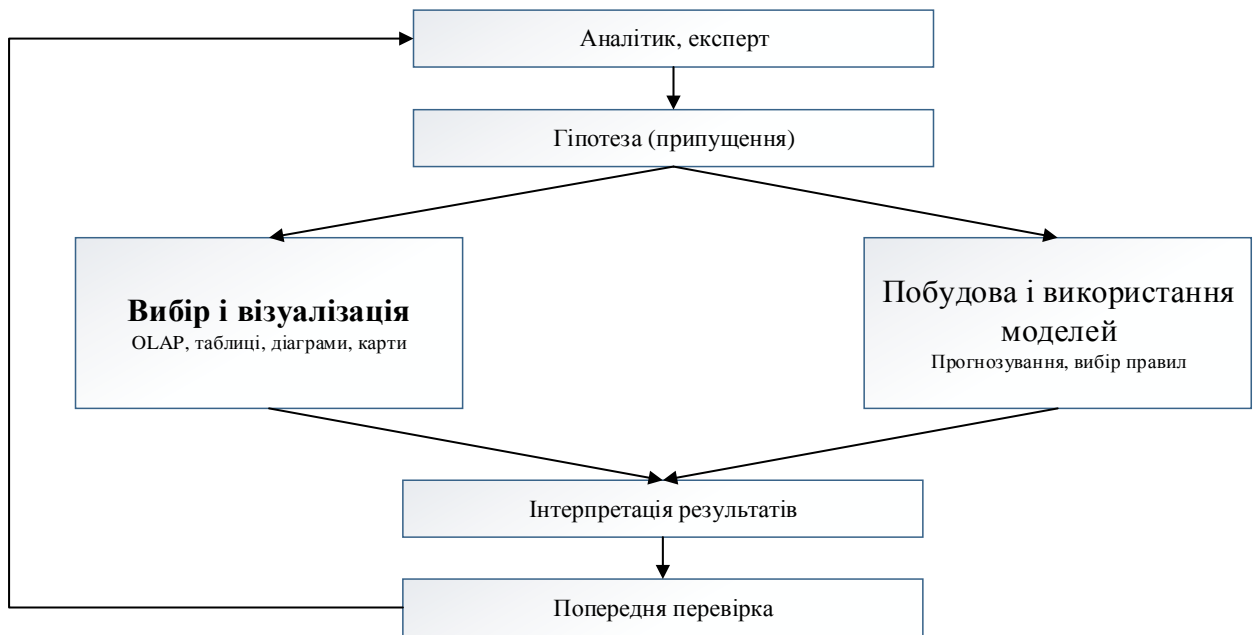 Аналітик, експерт
Гіпотеза (припущення)
Вибір і візуалізація
OLAP, таблиці, діаграми, карти
Побудова і використання
моделей
Прогнозування, вибір правил
Інтерпретація результатів
Попередня перевірка